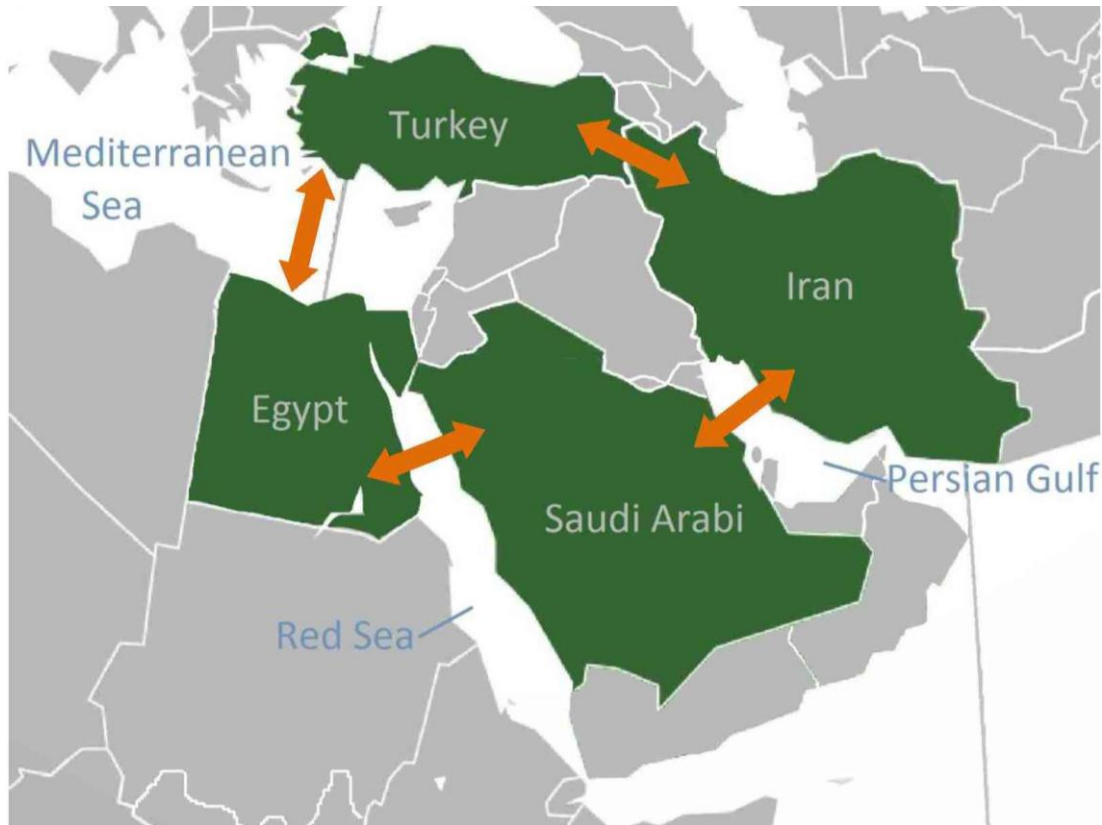 Turkey
Mediterranean
Sea
Iran
Egypt
Persian Gulf
Saudi Arabi
Red Sea